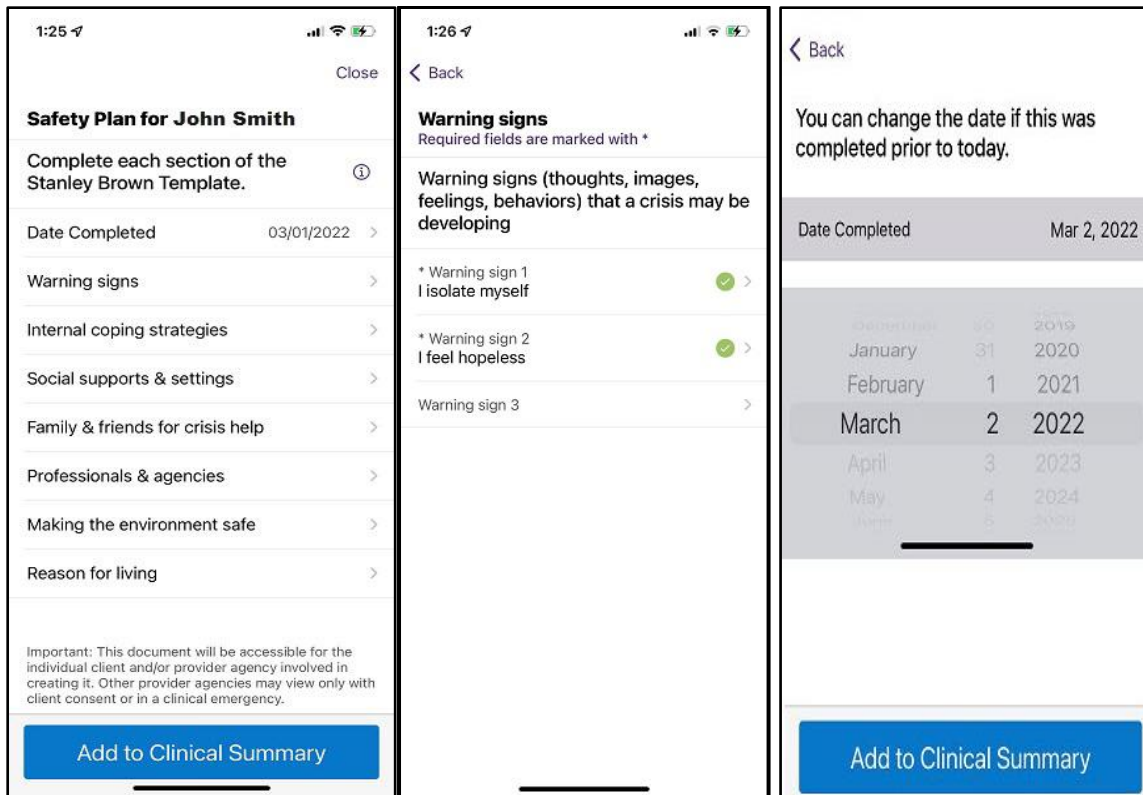 1:25
Close
Safety Plan for John Smith
Complete each section of the
Stanley Brown Template.
Date Completed 03/01/2022
Warning signs
Internal coping strategies
Social supports & settings
Family & friends for crisis help
Professionals & agencies
Making the environment safe
Reason for living
Important: This document will be accessible for the
individual client and/or provider agency involved in
creating it. Other provider agencies may view only with
client consent or in a clinical emergency.
Add to Clinical Summary
1:26
Back
Warning signs
Required fields are marked with *
Warning signs (thoughts, images,
feelings, behaviors) that a crisis may be
developing
* Warning sign 1
I isolate myself
* Warning sign 2
I feel hopeless
Warning sign 3
Back
You can change the date if this was
completed prior to today.
Date Completed Mar 2, 2022
2019
January 31 2020
February 1 2021
March 2 2022
April 3 2023
May 4 2024
Add to Clinical Summary